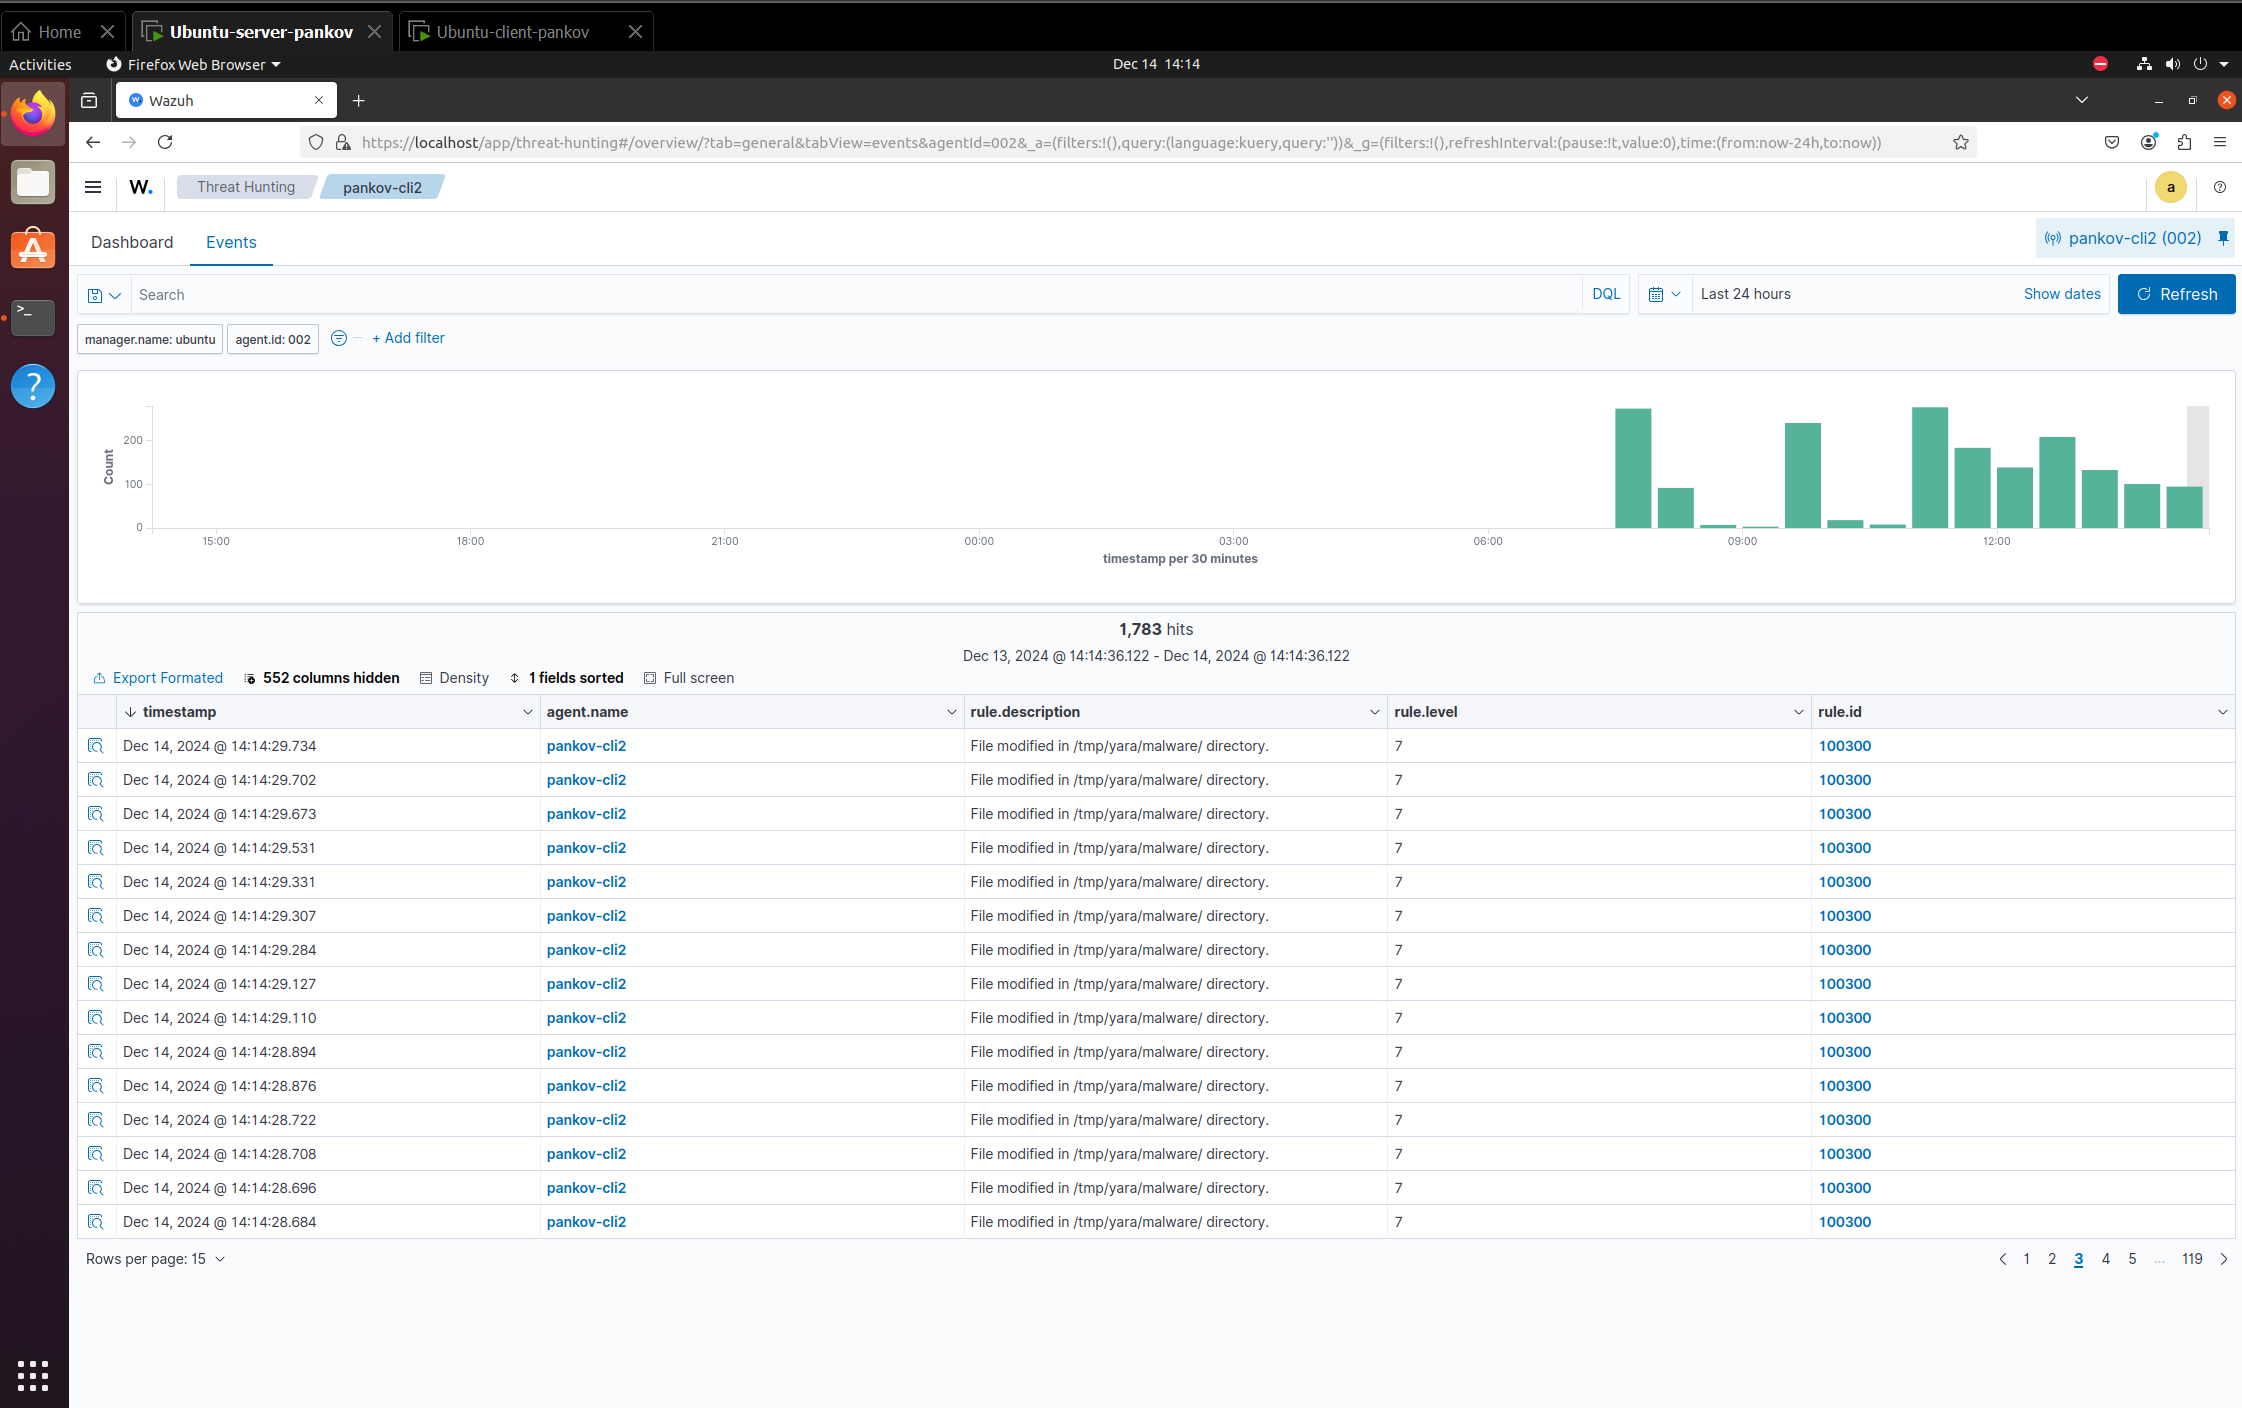 Home
Ubuntu-server-pankov
Ubuntu-client-pankov
Activities
Firefox Web Browser
Dec 14 14:14
Wazuh
https://localhost/app/threat-hunting#/overview/?tab=general&tabView=events&agentId=002&_a=(filters:!(),query:(language:kuery,query:''))&_g=(filters:!(),refreshInterval:(pause:!t,value:0),time:(from:now-24h,to:now))
W.
Threat Hunting
pankov-cli2
a
Dashboard
Events
pankov-cli2 (002)
Search
DQL
Last 24 hours
Show dates
Refresh
manager.name: ubuntu
agent.id: 002
+ Add filter
Count
200
100
0
15:00
18:00
21:00
00:00
03:00
06:00
09:00
12:00
timestamp per 30 minutes
1,783 hits
Dec 13, 2024 @ 14:14:36.122 - Dec 14, 2024 @ 14:14:36.122
Export Formated
552 columns hidden
Density
1 fields sorted
Full screen
timestamp agent.name rule.description rule.level rule.id
Dec 14, 2024 @ 14:14:29.734 pankov-cli2 File modified in /tmp/yara/malware/ directory. 7 100300
Dec 14, 2024 @ 14:14:29.702 pankov-cli2 File modified in /tmp/yara/malware/ directory. 7 100300
Dec 14, 2024 @ 14:14:29.673 pankov-cli2 File modified in /tmp/yara/malware/ directory. 7 100300
Dec 14, 2024 @ 14:14:29.531 pankov-cli2 File modified in /tmp/yara/malware/ directory. 7 100300
Dec 14, 2024 @ 14:14:29.331 pankov-cli2 File modified in /tmp/yara/malware/ directory. 7 100300
Dec 14, 2024 @ 14:14:29.307 pankov-cli2 File modified in /tmp/yara/malware/ directory. 7 100300
Dec 14, 2024 @ 14:14:29.284 pankov-cli2 File modified in /tmp/yara/malware/ directory. 7 100300
Dec 14, 2024 @ 14:14:29.127 pankov-cli2 File modified in /tmp/yara/malware/ directory. 7 100300
Dec 14, 2024 @ 14:14:29.110 pankov-cli2 File modified in /tmp/yara/malware/ directory. 7 100300
Dec 14, 2024 @ 14:14:28.894 pankov-cli2 File modified in /tmp/yara/malware/ directory. 7 100300
Dec 14, 2024 @ 14:14:28.876 pankov-cli2 File modified in /tmp/yara/malware/ directory. 7 100300
Dec 14, 2024 @ 14:14:28.722 pankov-cli2 File modified in /tmp/yara/malware/ directory. 7 100300
Dec 14, 2024 @ 14:14:28.708 pankov-cli2 File modified in /tmp/yara/malware/ directory. 7 100300
Dec 14, 2024 @ 14:14:28.696 pankov-cli2 File modified in /tmp/yara/malware/ directory. 7 100300
Dec 14, 2024 @ 14:14:28.684 pankov-cli2 File modified in /tmp/yara/malware/ directory. 7 100300
Rows per page: 15
1 2 3 4 5 ... 119